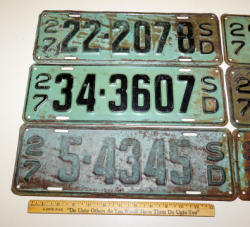 27 22-2078 SD
27 34-3607 SD
27 5-4345 SD
"Do Unto Others As You Would Have Them Do Unto You"